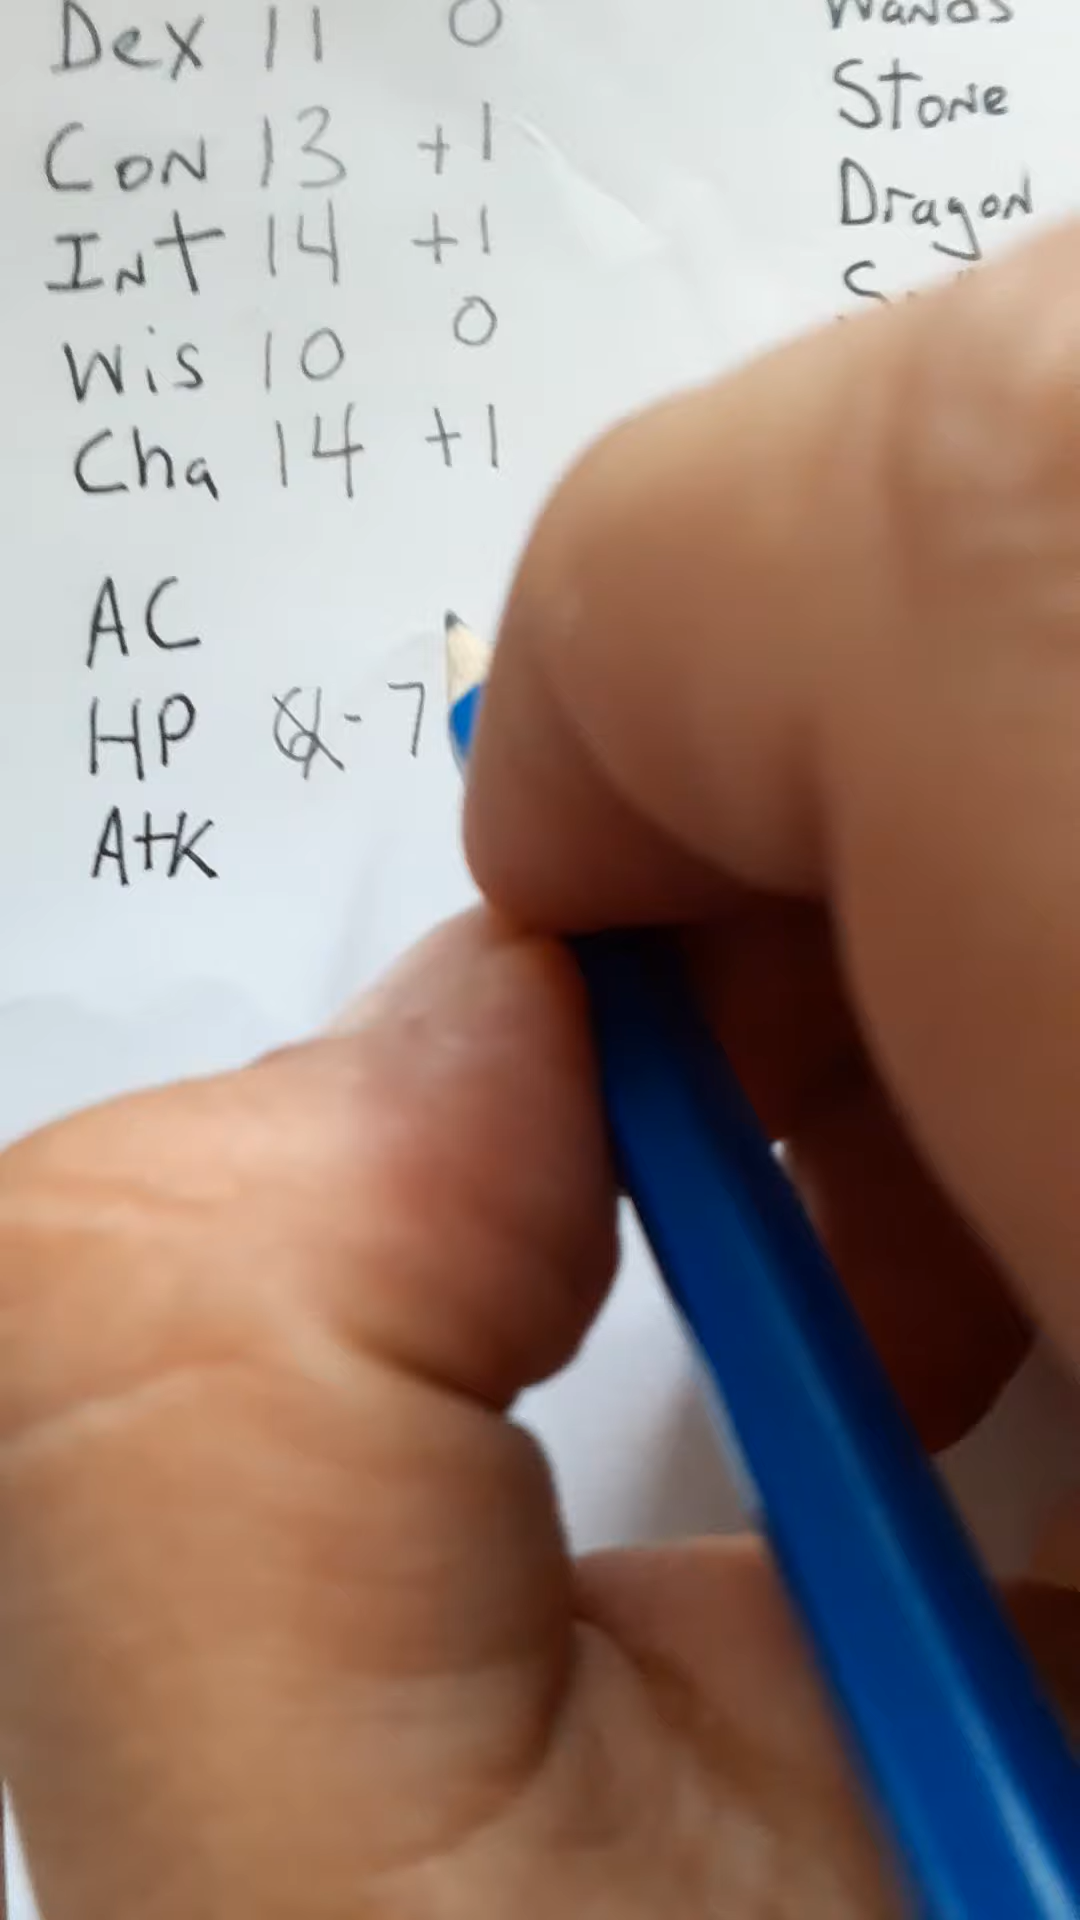 Dex 11 0
Con 13 +1
Int 14 +1
Wis 10 0
Cha 14 +1
AC
HP 6 - 7
Atk
Wands
Stone
Dragon